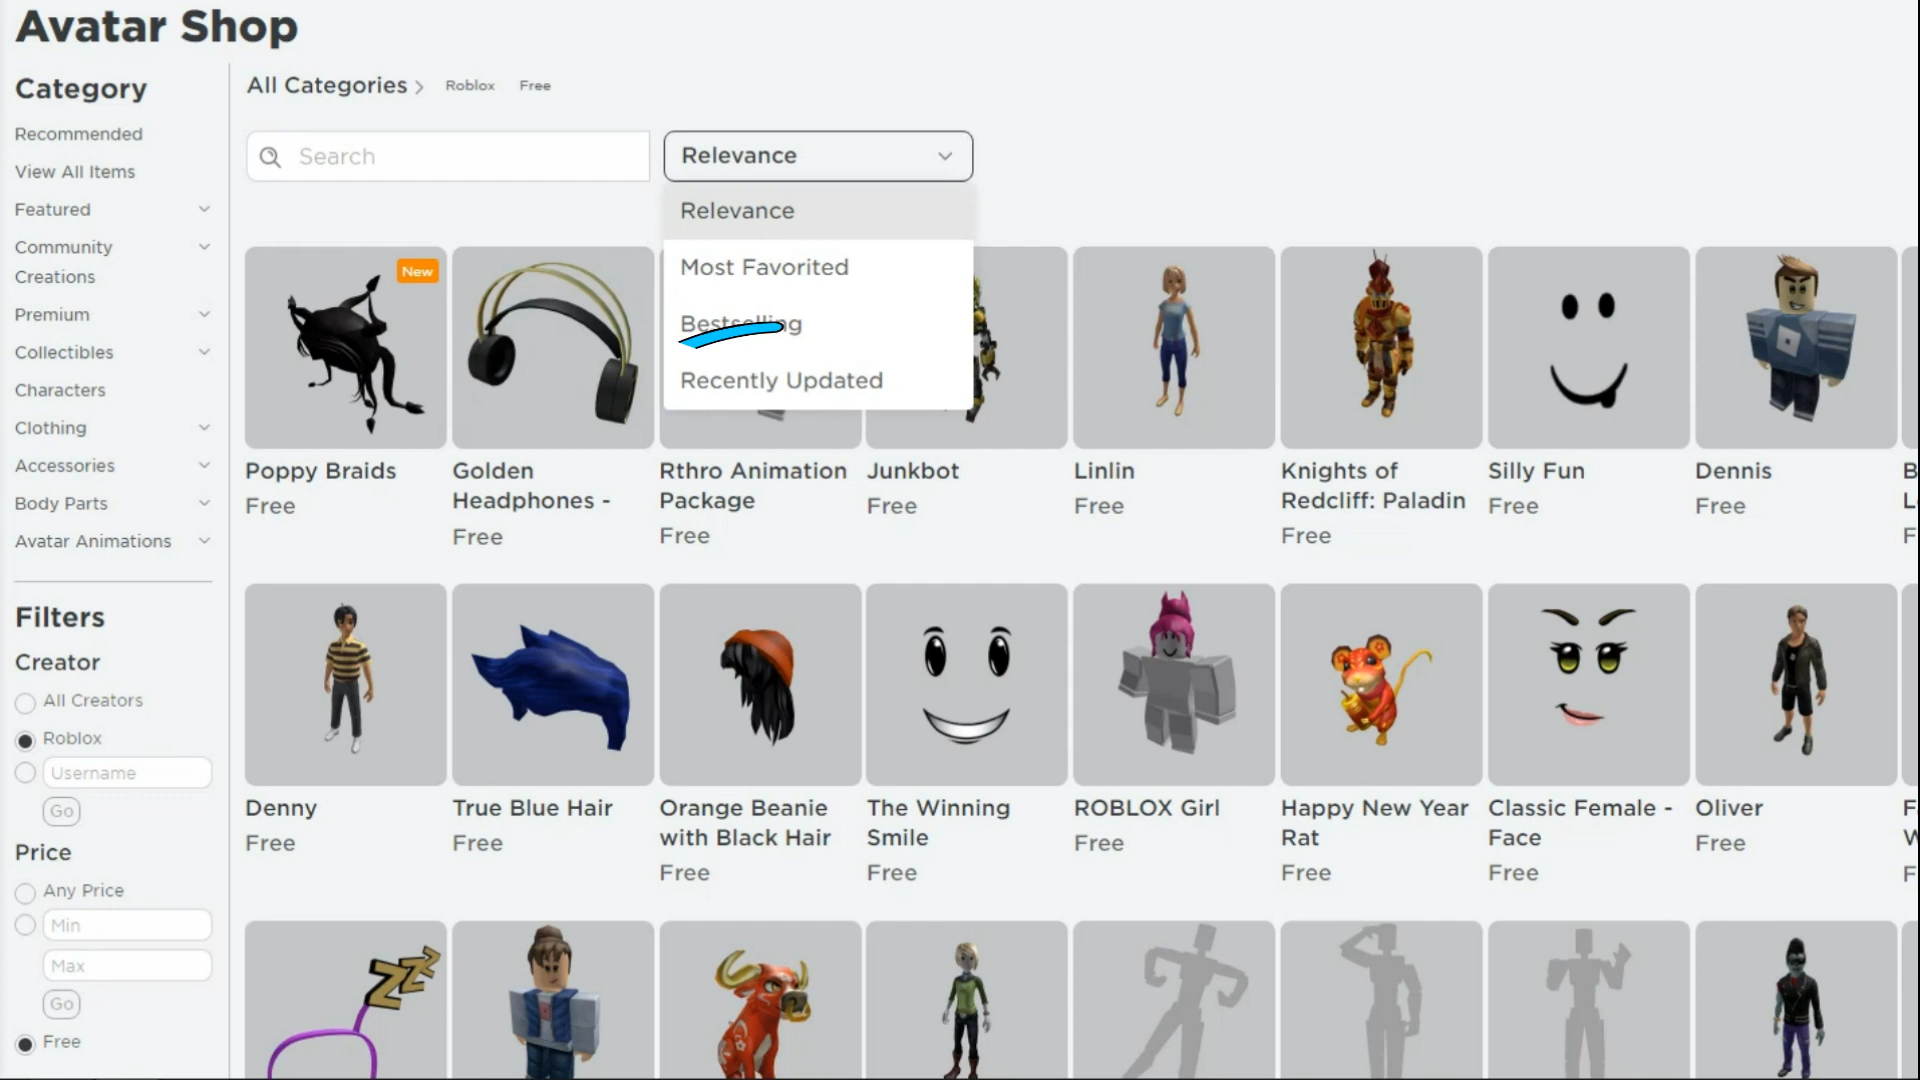 Avatar Shop
Category
Recommended
View All Items
Featured
Community
Creations
Premium
Collectibles
Characters
Clothing
Accessories
Body Parts
Avatar Animations
Filters
Creator
All Creators
Roblox
Username
Go
Price
Any Price
Min
Max
Go
Free
All Categories Roblox Free
Search
Relevance
Relevance
Most Favorited
Bestselling
Recently Updated
New
Poppy Braids
Free
Golden
Headphones -
Free
Rthro Animation
Package
Free
Junkbot
Free
Linlin
Free
Knights of
Redcliff: Paladin
Free
Silly Fun
Free
Dennis
Free
Denny
Free
True Blue Hair
Free
Orange Beanie
with Black Hair
Free
The Winning
Smile
Free
ROBLOX Girl
Free
Happy New Year
Rat
Free
Classic Female -
Face
Free
Oliver
Free
ZZZ